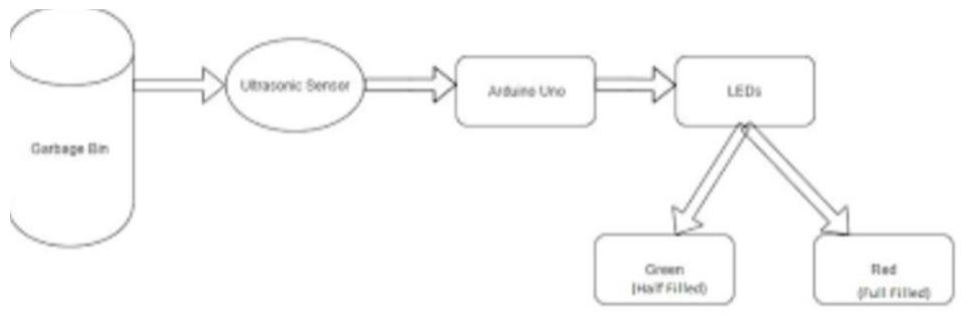 Garbage Bin
Ultrasonic Sensor
Arduino Uno
LEDs
Green
(Half Filled)
Red
(Full Filled)